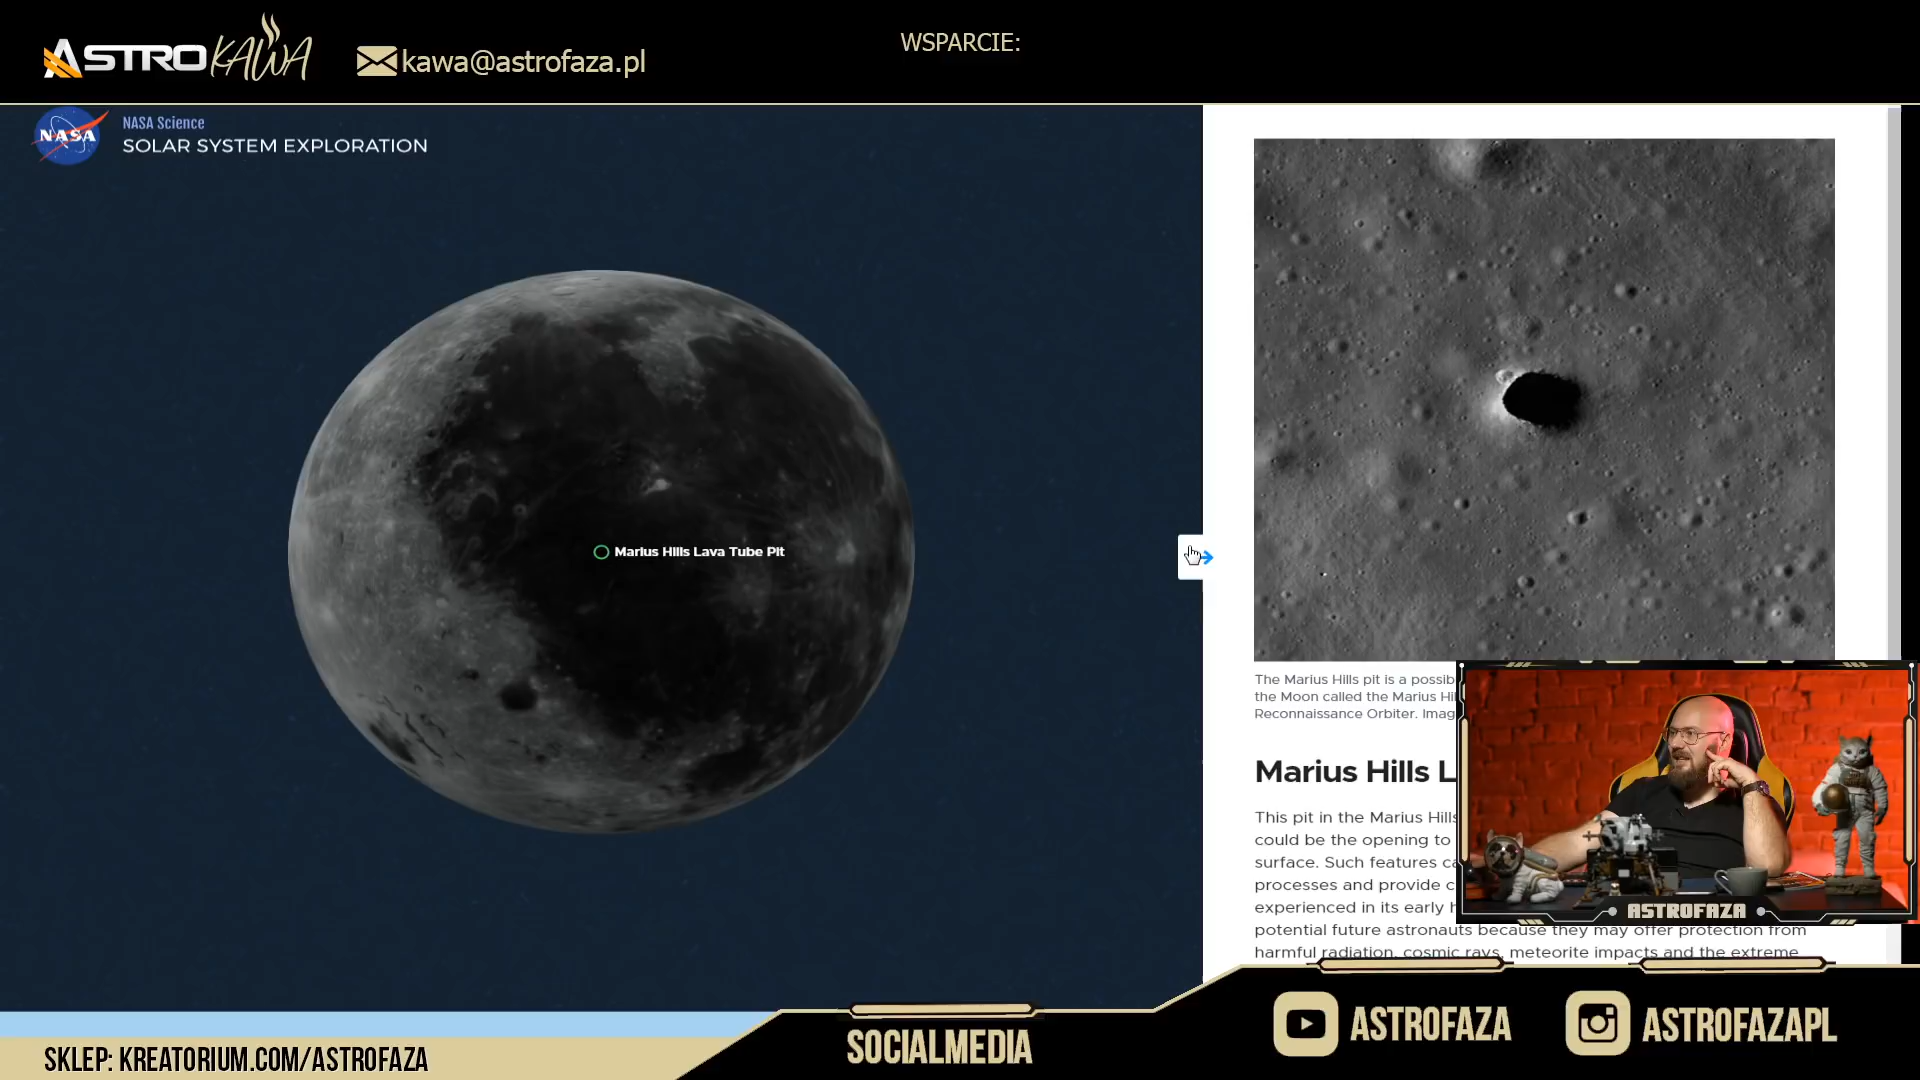 ASTROKAWA
kawa@astrofaza.pl
WSPARCIE:
NASA
NASA Science
SOLAR SYSTEM EXPLORATION
Marius Hills Lava Tube Pit
The Marius Hills pit is a possib
the Moon called the Marius Hil
Reconnaissance Orbiter. Imag
Marius Hills L
This pit in the Marius Hills
could be the opening to
surface. Such features ca
processes and provide c
experienced in its early h
potential future astronauts because they may offer protection from
harmful radiation, cosmic rays, meteorite impacts and the extreme
ASTROFAZA
SKLEP: KREATORIUM.COM/ASTROFAZA
SOCIALMEDIA
ASTROFAZA
ASTROFAZAPL